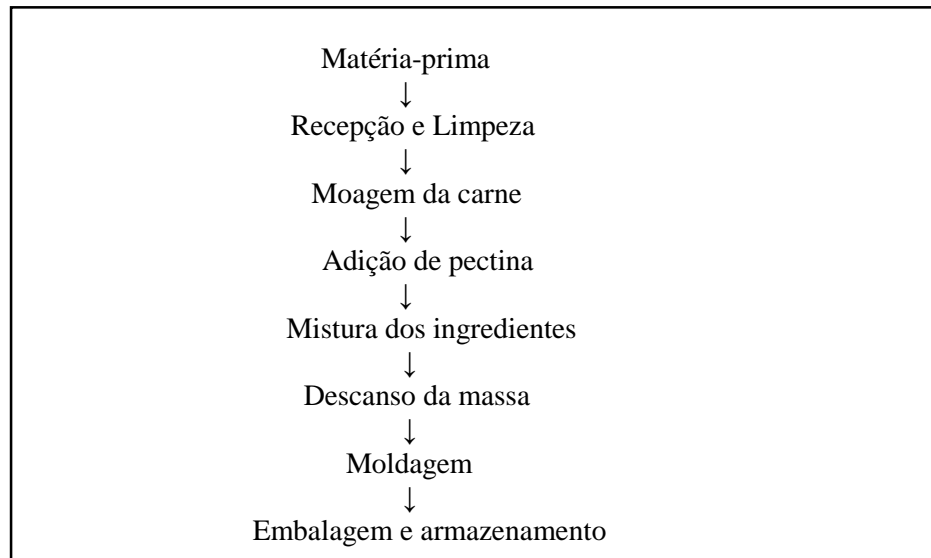 Matéria-prima
↓
Recepção e Limpeza
↓
Moagem da carne
↓
Adição de pectina
↓
Mistura dos ingredientes
↓
Descanso da massa
↓
Moldagem
↓
Embalagem e armazenamento